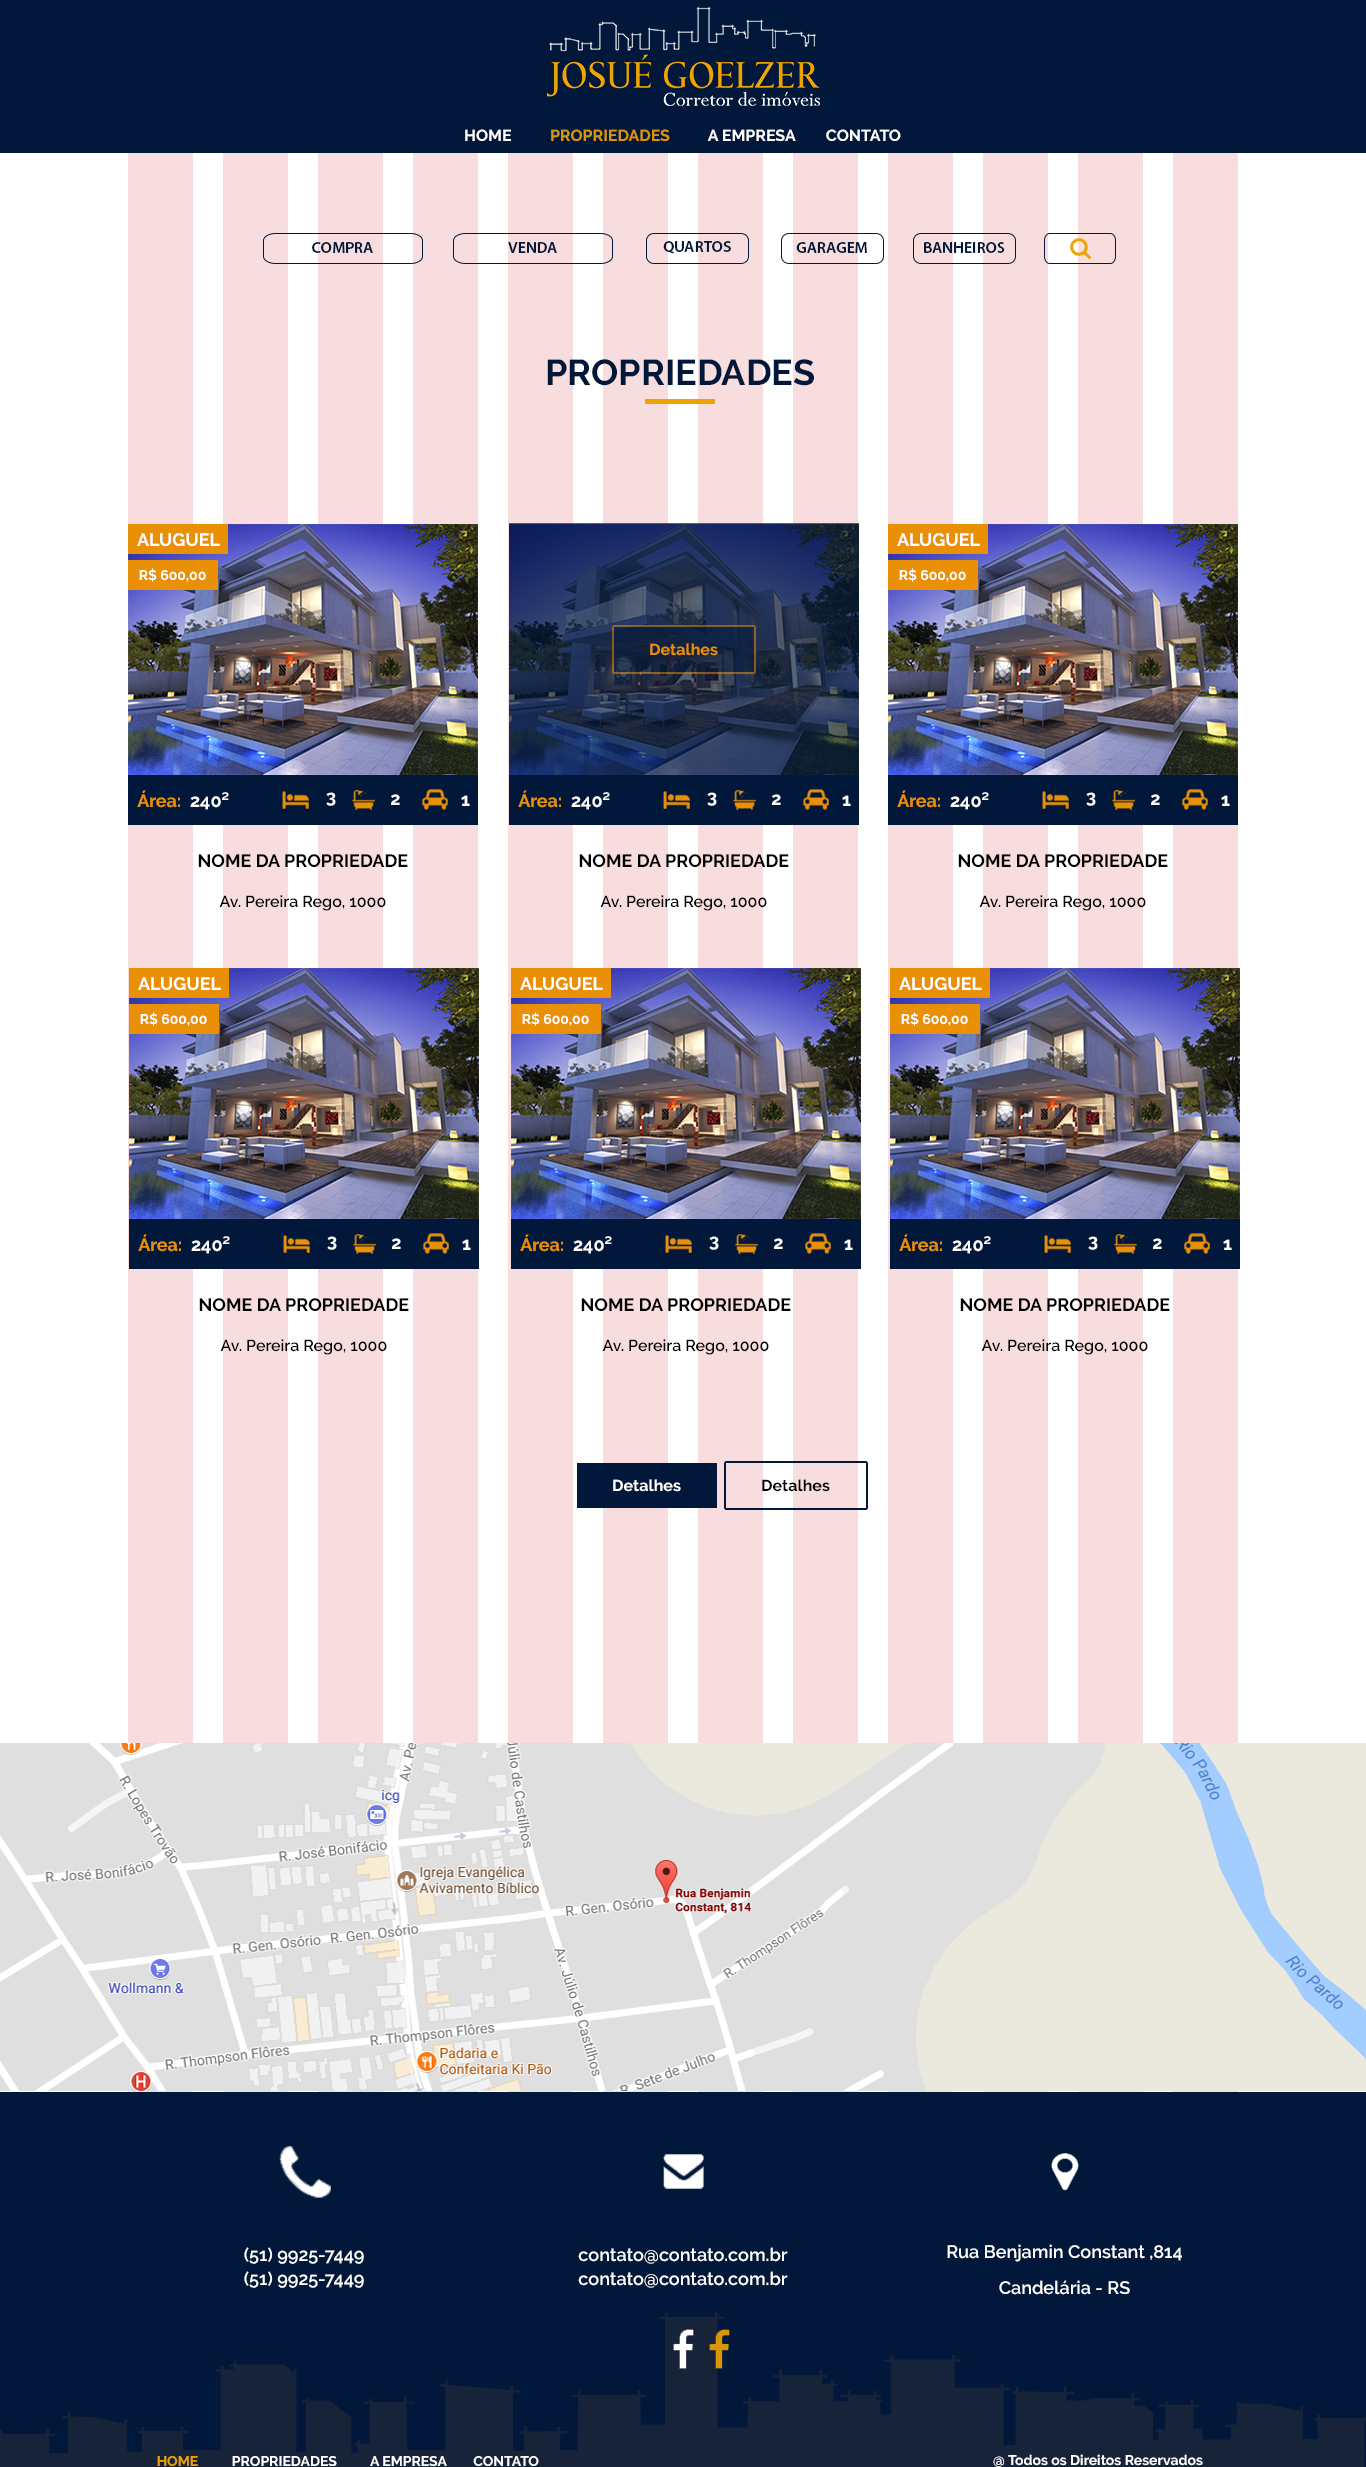 JOSUÉ GOELZER
Corretor de imóveis
HOME PROPRIEDADES A EMPRESA CONTATO
COMPRA VENDA QUARTOS GARAGEM BANHEIROS
PROPRIEDADES
ALUGUEL
R$ 600,00
Área: 240² 3 2 1
NOME DA PROPRIEDADE
Av. Pereira Rego, 1000
Detalhes
Área: 240² 3 2 1
NOME DA PROPRIEDADE
Av. Pereira Rego, 1000
ALUGUEL
R$ 600,00
Área: 240² 3 2 1
NOME DA PROPRIEDADE
Av. Pereira Rego, 1000
ALUGUEL
R$ 600,00
Área: 240² 3 2 1
NOME DA PROPRIEDADE
Av. Pereira Rego, 1000
ALUGUEL
R$ 600,00
Área: 240² 3 2 1
NOME DA PROPRIEDADE
Av. Pereira Rego, 1000
ALUGUEL
R$ 600,00
Área: 240² 3 2 1
NOME DA PROPRIEDADE
Av. Pereira Rego, 1000
Detalhes Detalhes
Av. Pe
Júlio de Castilhos
Rio Pardo
R. Lopes Trovão
icg
R. José Bonifácio
R. José Bonifácio
Igreja Evangélica
Avivamento Bíblico
Rua Benjamin
Constant, 814
R. Gen. Osório
R. Gen. Osório
R. Gen. Osório
R. Thompson Flôres
Av. Júlio de Castilhos
Rio Pardo
Wollmann &
R. Thompson Flôres
R. Thompson Flôres
Padaria e
Confeitaria Ki Pão
R. Sete de Julho
H
(51) 9925-7449
(51) 9925-7449
contato@contato.com.br
contato@contato.com.br
Rua Benjamin Constant ,814
Candelária - RS
f f
HOME PROPRIEDADES A EMPRESA CONTATO
@ Todos os Direitos Reservados